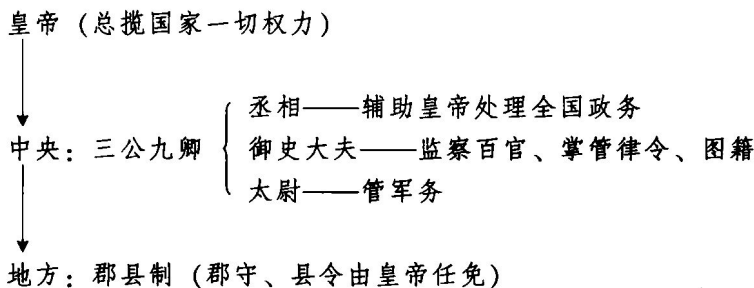 皇帝（总揽国家一切权力）
丞相——辅助皇帝处理全国政务
中央：三公九卿
御史大夫——监察百官、掌管律令、图籍
太尉——管军务
地方：郡县制（郡守、县令由皇帝任免）